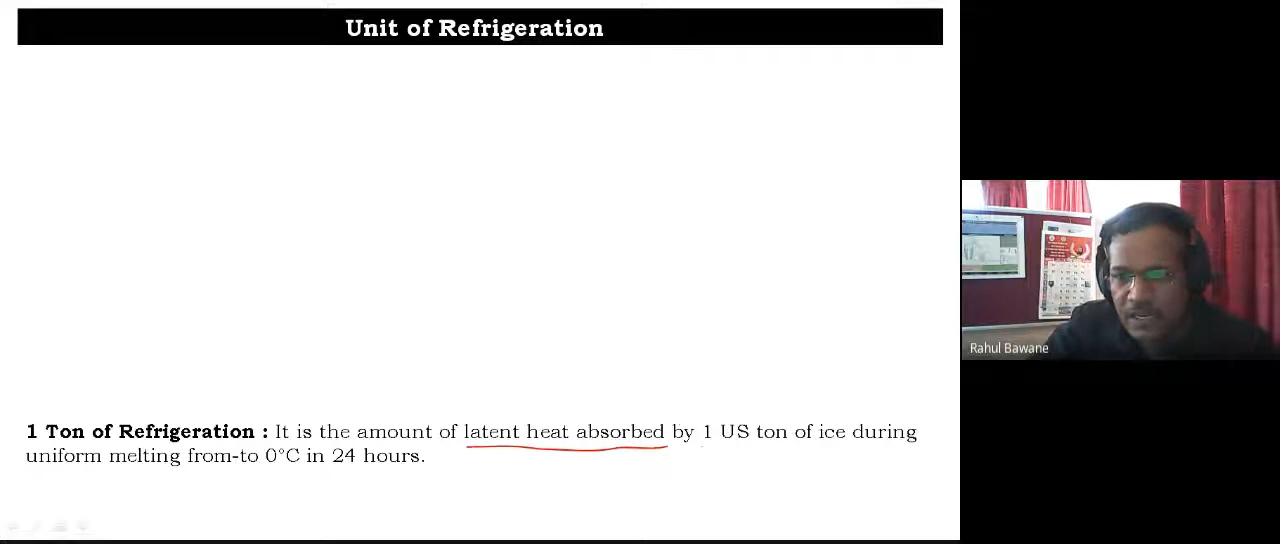 Unit of Refrigeration
Rahul Bawane
1 Ton of Refrigeration : It is the amount of latent heat absorbed by 1 US ton of ice during
uniform melting from-to 0°C in 24 hours.